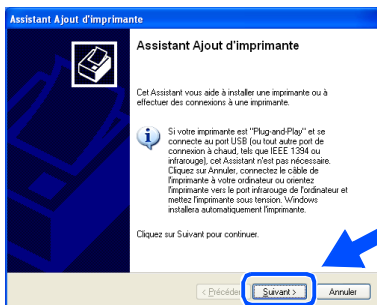 Assistant Ajout d'imprimante
Assistant Ajout d'imprimante
Cet Assistant vous aide à installer une imprimante ou à
effectuer des connexions à une imprimante.
Si votre imprimante est "Plug-and-Play" et se
connecte au port USB (ou tout autre port de
connexion à chaud, tels que IEEE 1394 ou
infrarouge), cet Assistant n'est pas nécessaire.
Cliquez sur Annuler, connectez le câble de
l'imprimante à votre ordinateur ou orientez
l'imprimante vers le port infrarouge de l'ordinateur et
mettez l'imprimante sous tension. Windows
installera automatiquement l'imprimante.
Cliquez sur Suivant pour continuer.
< Précéde Suivant > Annuler